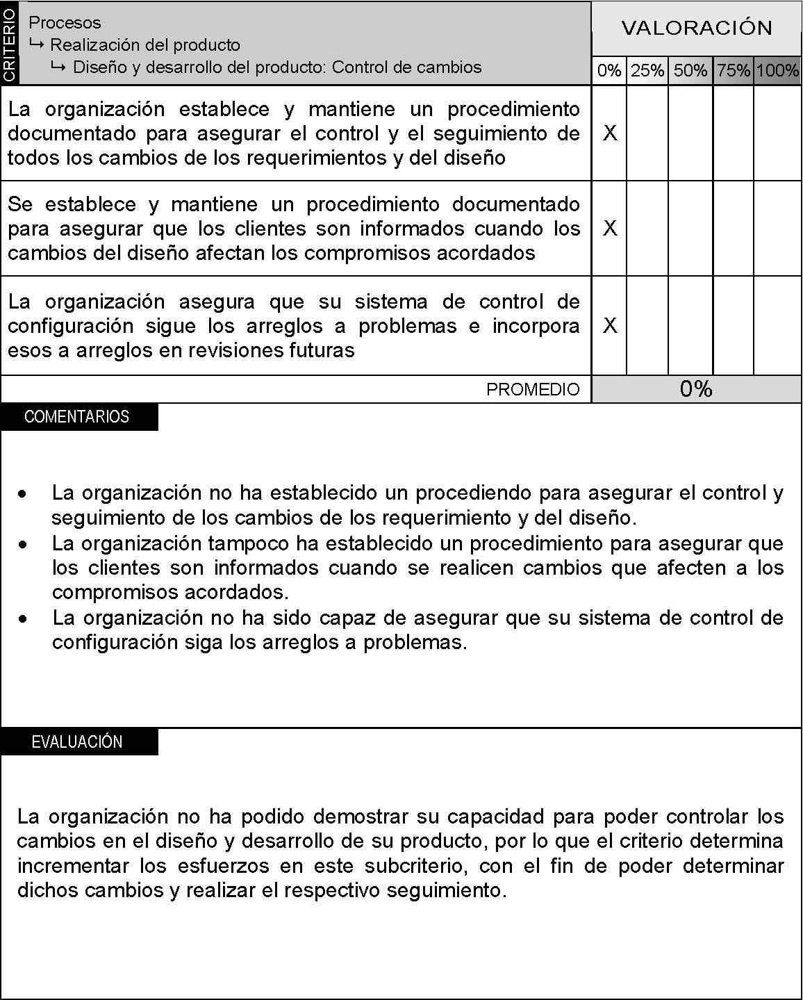 CRITERIO
Procesos
↳ Realización del producto
↳ Diseño y desarrollo del producto: Control de cambios
VALORACIÓN
0% 25% 50% 75% 100%
La organización establece y mantiene un procedimiento
documentado para asegurar el control y el seguimiento de
todos los cambios de los requerimientos y del diseño
X
Se establece y mantiene un procedimiento documentado
para asegurar que los clientes son informados cuando los
cambios del diseño afectan los compromisos acordados
X
La organización asegura que su sistema de control de
configuración sigue los arreglos a problemas e incorpora
esos a arreglos en revisiones futuras
X
PROMEDIO 0%
COMENTARIOS
• La organización no ha establecido un procediendo para asegurar el control y
seguimiento de los cambios de los requerimiento y del diseño.
• La organización tampoco ha establecido un procedimiento para asegurar que
los clientes son informados cuando se realicen cambios que afecten a los
compromisos acordados.
• La organización no ha sido capaz de asegurar que su sistema de control de
configuración siga los arreglos a problemas.
EVALUACIÓN
La organización no ha podido demostrar su capacidad para poder controlar los
cambios en el diseño y desarrollo de su producto, por lo que el criterio determina
incrementar los esfuerzos en este subcriterio, con el fin de poder determinar
dichos cambios y realizar el respectivo seguimiento.